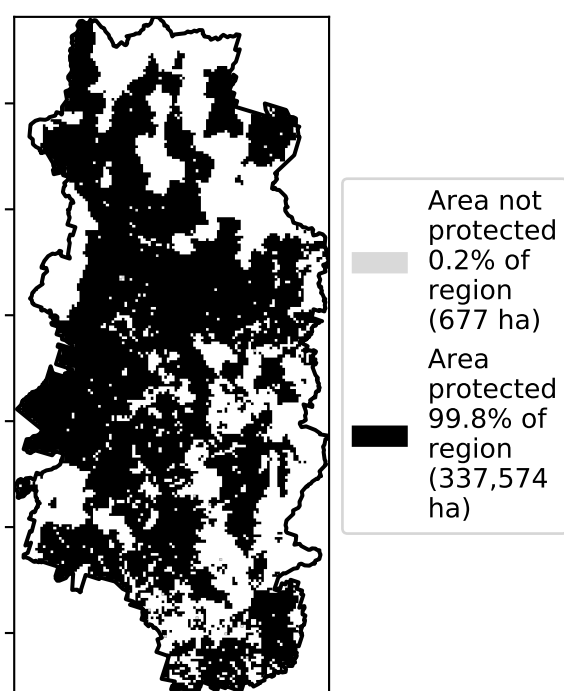 Area not
protected
0.2% of
region
(677 ha)
Area
protected
99.8% of
region
(337,574
ha)